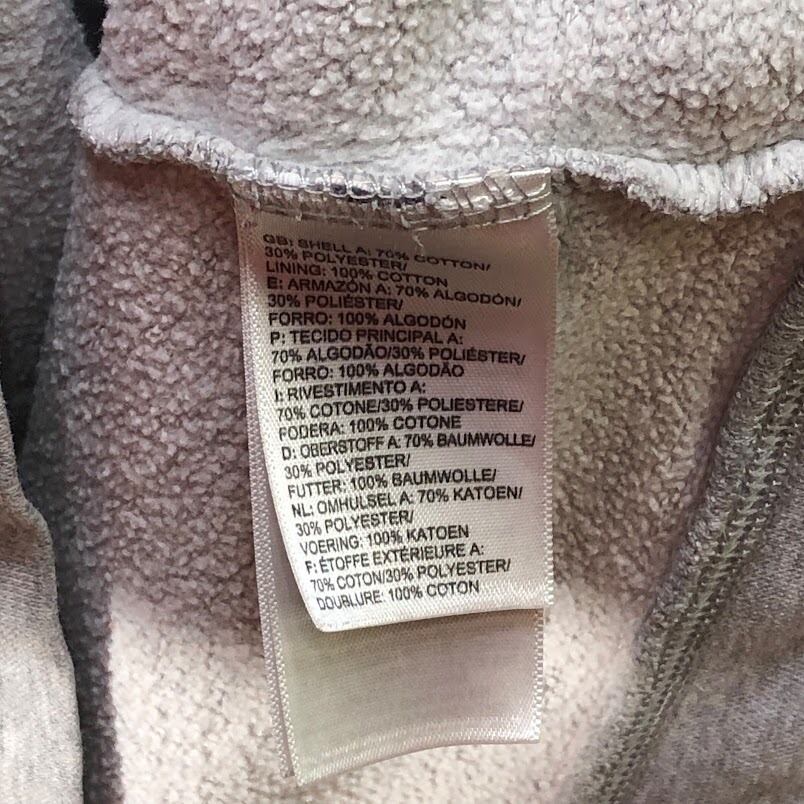 GB: SHELL A: 70% COTTON/
30% POLYESTER/
LINING: 100% COTTON
E: ARMAZÓN A: 70% ALGODÓN/
30% POLIÉSTER/
FORRO: 100% ALGODÓN
P: TECIDO PRINCIPAL A:
70% ALGODÃO/30% POLIÉSTER/
FORRO: 100% ALGODÃO
I: RIVESTIMENTO A:
70% COTONE/30% POLIESTERE/
FODERA: 100% COTONE
D: OBERSTOFF A: 70% BAUMWOLLE/
30% POLYESTER/
FUTTER: 100% BAUMWOLLE/
NL: OMHULSEL A: 70% KATOEN/
30% POLYESTER/
VOERING: 100% KATOEN
F: ÉTOFFE EXTÉRIEURE A:
70% COTON/30% POLYESTER/
DOUBLURE: 100% COTON